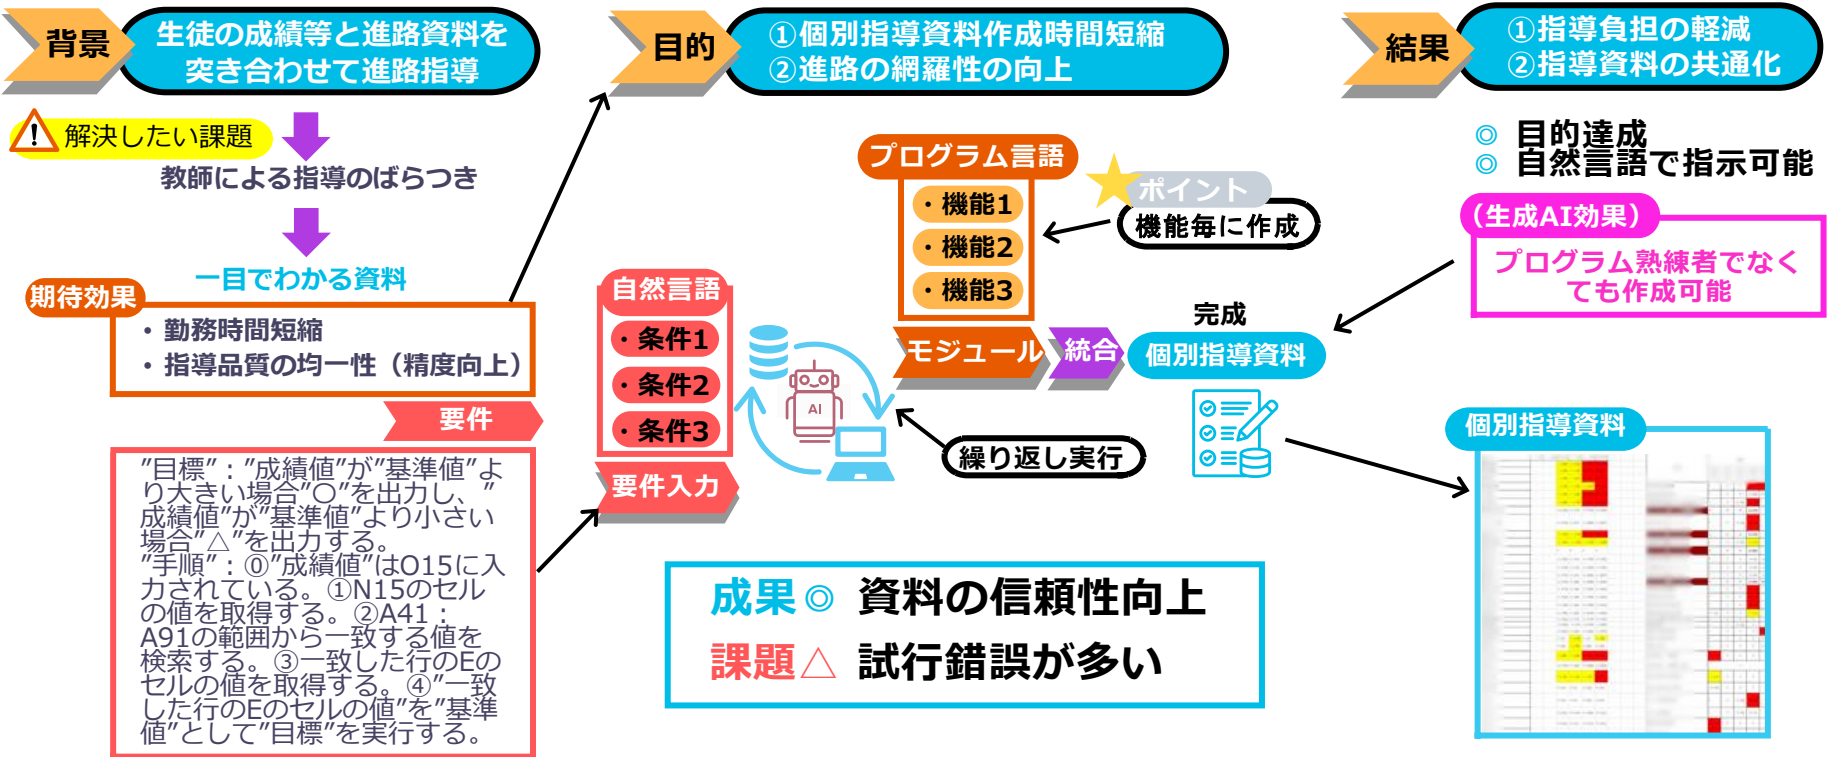 背景
生徒の成績等と進路資料を
突き合わせて進路指導
解決したい課題
教師による指導のばらつき
一目でわかる資料
期待効果
・勤務時間短縮
・指導品質の均一性（精度向上）
要件
”目標”：”成績値”が”基準値”よ
り大きい場合”〇”を出力し、”
成績値”が”基準値”より小さい
場合”△”を出力する。
”手順”：⓪”成績値”はO15に入
力されている。①N15のセル
の値を取得する。②A41：
A91の範囲から一致する値を
検索する。③一致した行のEの
セルの値を取得する。④”一致
した行のEのセルの値”を”基準
値”として”目標”を実行する。
目的
①個別指導資料作成時間短縮
②進路の網羅性の向上
自然言語
・条件1
・条件2
・条件3
要件入力
AI
繰り返し実行
プログラム言語
・機能1
・機能2
・機能3
ポイント
機能毎に作成
モジュール
統合
完成
個別指導資料
成果◎ 資料の信頼性向上
課題△ 試行錯誤が多い
結果
①指導負担の軽減
②指導資料の共通化
◎ 目的達成
◎ 自然言語で指示可能
（生成AI効果）
プログラム熟練者でなく
ても作成可能
個別指導資料